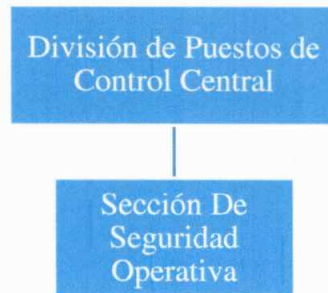 División de Puestos de
Control Central
Sección De
Seguridad
Operativa